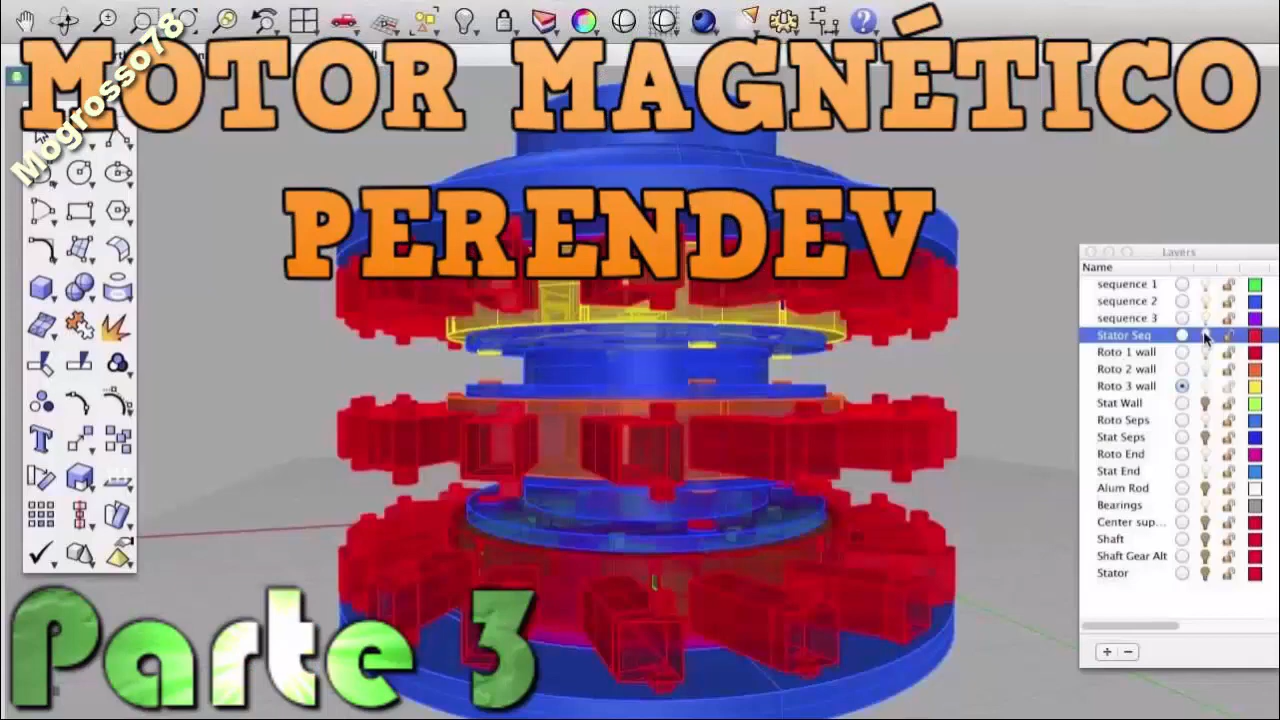 MOTOR MAGNÉTICO
PERENDEV
Mogrosso78
Layers
Name
sequence 1
sequence 2
sequence 3
Stator Seq
Roto 1 wall
Roto 2 wall
Roto 3 wall
Stat Wall
Roto Seps
Stat Seps
Roto End
Stat End
Alum Rod
Bearings
Center sup...
Shaft
Shaft Gear Alt
Stator
Parte 3